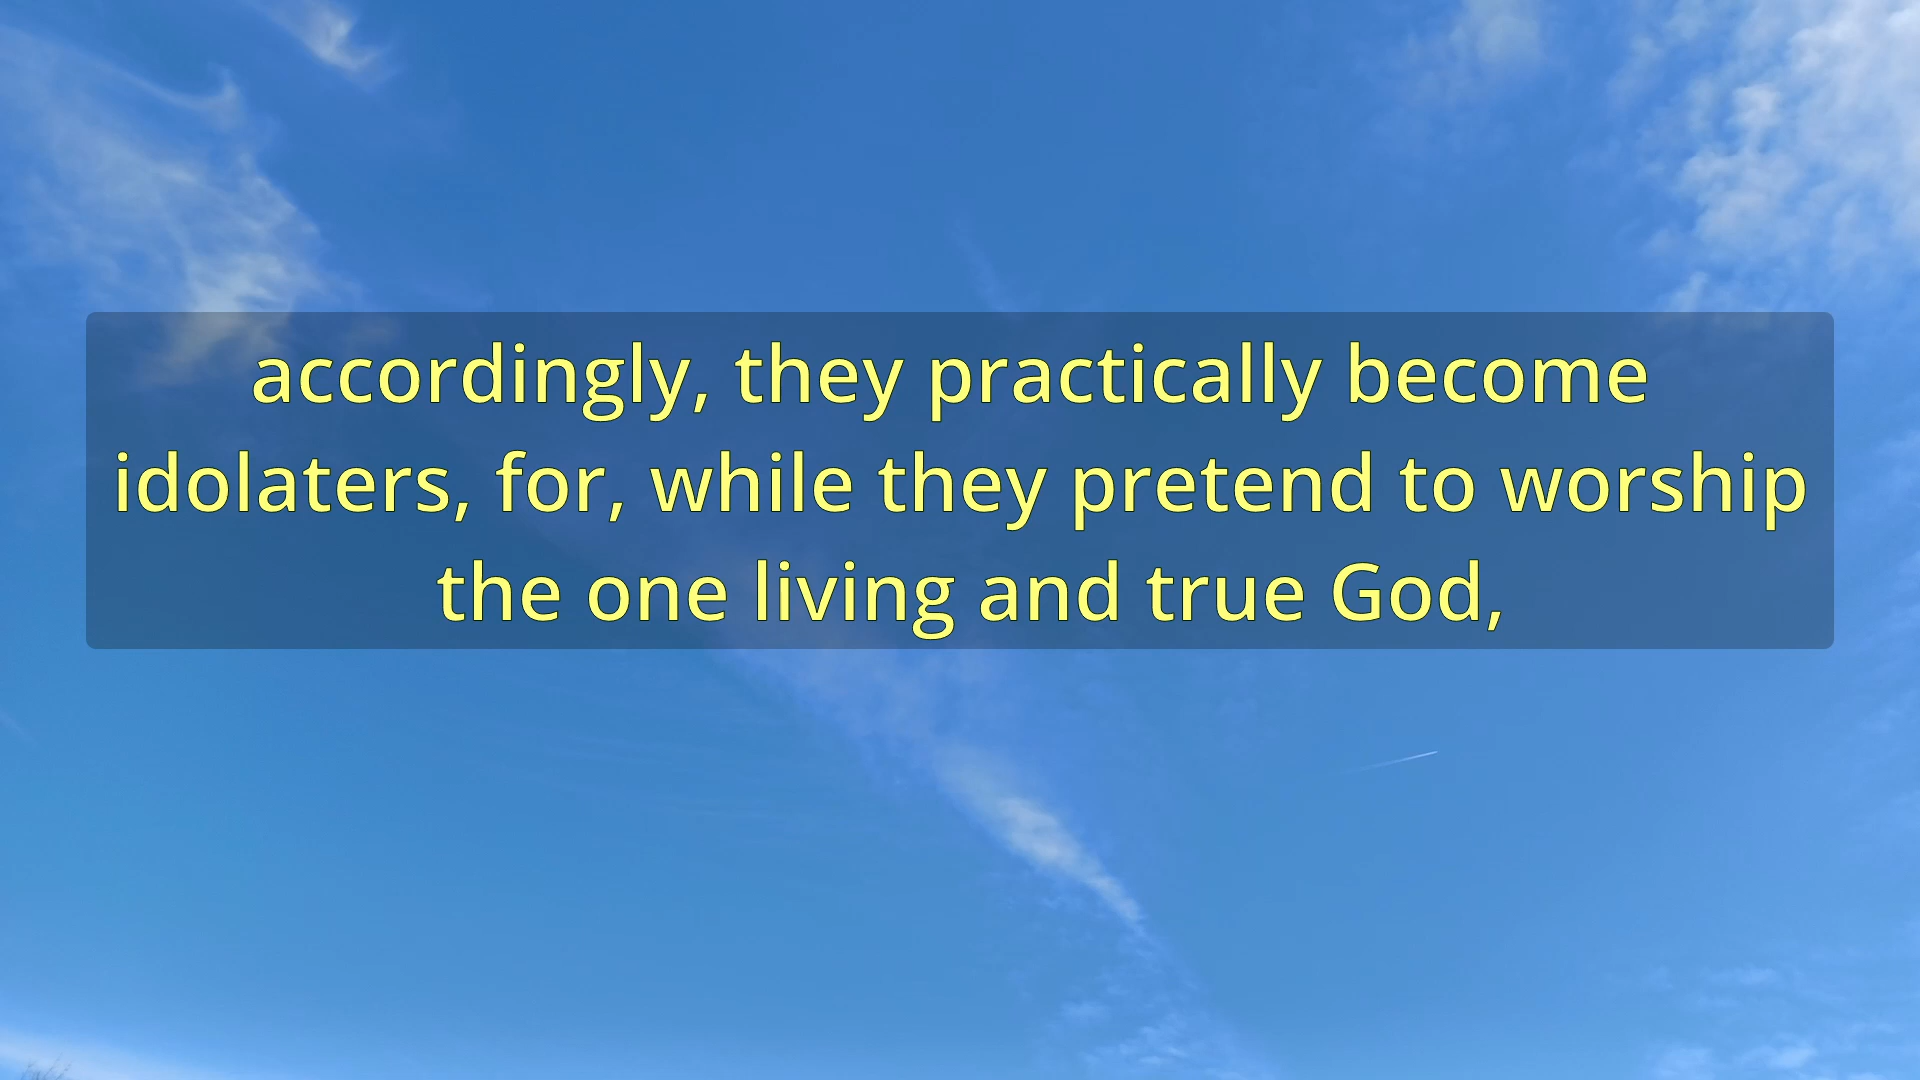 accordingly, they practically become
idolaters, for, while they pretend to worship
the one living and true God,